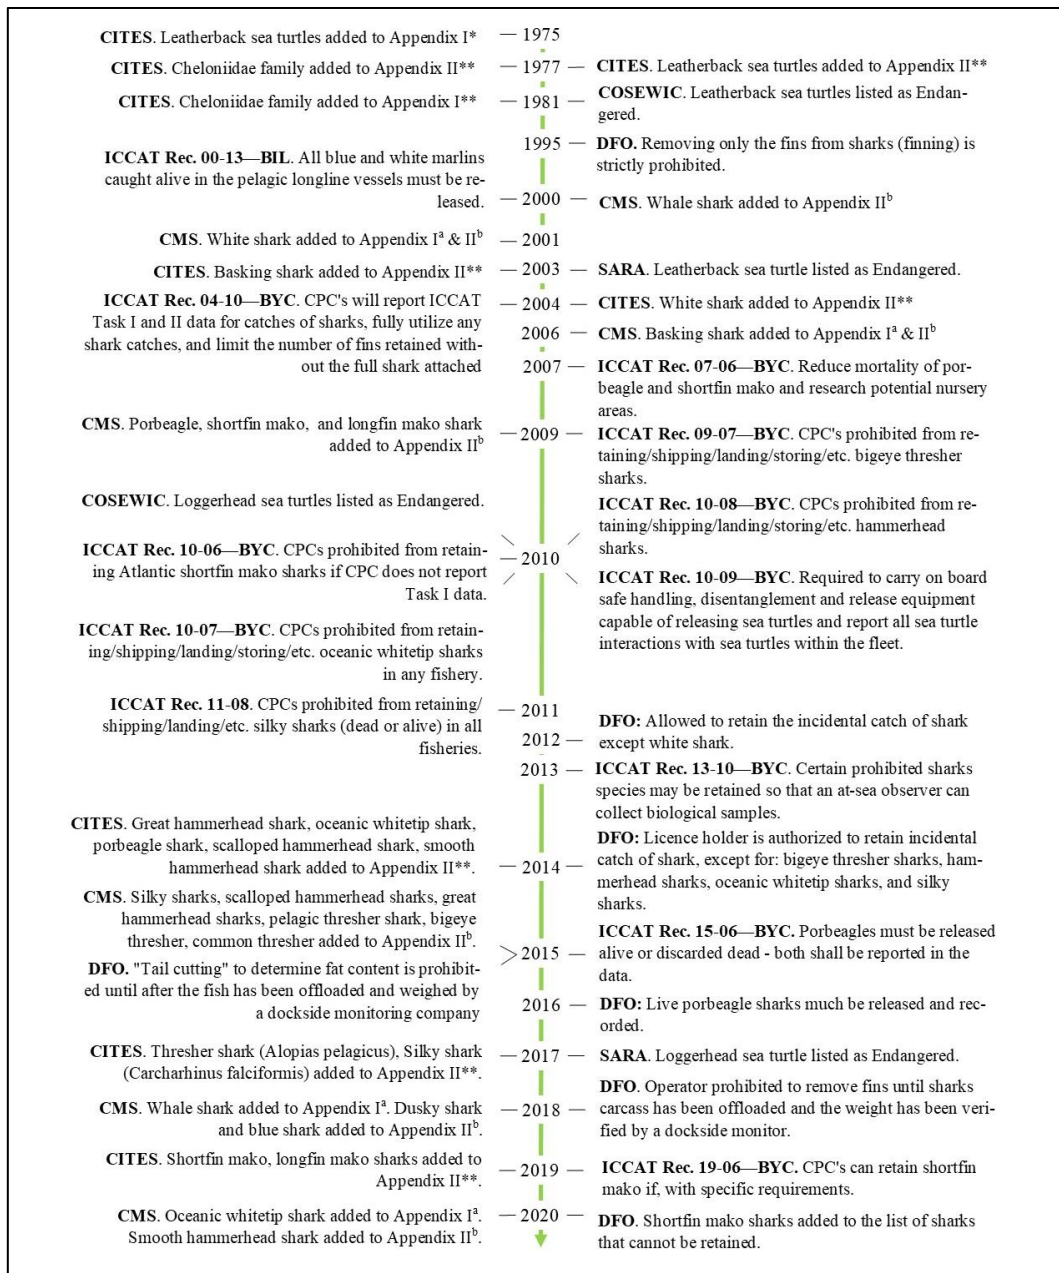 CITES. Leatherback sea turtles added to Appendix I*
1975
CITES. Cheloniidae family added to Appendix II**
1977
CITES. Leatherback sea turtles added to Appendix II**
CITES. Cheloniidae family added to Appendix I**
1981
COSEWIC. Leatherback sea turtles listed as Endan-
gered.
1995
DFO. Removing only the fins from sharks (finning) is
strictly prohibited.
ICCAT Rec. 00-13—BIL. All blue and white marlins
caught alive in the pelagic longline vessels must be re-
leased.
2000
CMS. Whale shark added to Appendix IIb
CMS. White shark added to Appendix Ia & IIb
2001
CITES. Basking shark added to Appendix II**
2003
SARA. Leatherback sea turtle listed as Endangered.
ICCAT Rec. 04-10—BYC. CPC's will report ICCAT
Task I and II data for catches of sharks, fully utilize any
shark catches, and limit the number of fins retained with-
out the full shark attached
2004
CITES. White shark added to Appendix II**
2006
CMS. Basking shark added to Appendix Ia & IIb
2007
ICCAT Rec. 07-06—BYC. Reduce mortality of por-
beagle and shortfin mako and research potential nursery
areas.
CMS. Porbeagle, shortfin mako, and longfin mako shark
added to Appendix IIb
2009
ICCAT Rec. 09-07—BYC. CPC's prohibited from re-
taining/shipping/landing/storing/etc. bigeye thresher
sharks.
COSEWIC. Loggerhead sea turtles listed as Endangered.
ICCAT Rec. 10-06—BYC. CPCs prohibited from retain-
ing Atlantic shortfin mako sharks if CPC does not report
Task I data.
ICCAT Rec. 10-07—BYC. CPCs prohibited from retain-
ing/shipping/landing/storing/etc. oceanic whitetip sharks
in any fishery.
2010
ICCAT Rec. 10-08—BYC. CPCs prohibited from re-
taining/shipping/landing/storing/etc. hammerhead
sharks.
ICCAT Rec. 10-09—BYC. Required to carry on board
safe handling, disentanglement and release equipment
capable of releasing sea turtles and report all sea turtle
interactions with sea turtles within the fleet.
ICCAT Rec. 11-08. CPCs prohibited from retaining/
shipping/landing/etc. silky sharks (dead or alive) in all
fisheries.
2011
2012
DFO: Allowed to retain the incidental catch of shark
except white shark.
2013
ICCAT Rec. 13-10—BYC. Certain prohibited sharks
species may be retained so that an at-sea observer can
collect biological samples.
CITES. Great hammerhead shark, oceanic whitetip shark,
porbeagle shark, scalloped hammerhead shark, smooth
hammerhead shark added to Appendix II**.
2014
DFO: Licence holder is authorized to retain incidental
catch of shark, except for: bigeye thresher sharks, ham-
merhead sharks, oceanic whitetip sharks, and silky
sharks.
CMS. Silky sharks, scalloped hammerhead sharks, great
hammerhead sharks, pelagic thresher shark, bigeye
thresher, common thresher added to Appendix IIb.
DFO. "Tail cutting" to determine fat content is prohibit-
ed until after the fish has been offloaded and weighed by
a dockside monitoring company
2015
ICCAT Rec. 15-06—BYC. Porbeagles must be released
alive or discarded dead - both shall be reported in the
data.
2016
DFO: Live porbeagle sharks much be released and rec-
orded.
CITES. Thresher shark (Alopias pelagicus), Silky shark
(Carcharhinus falciformis) added to Appendix II**.
2017
SARA. Loggerhead sea turtle listed as Endangered.
CMS. Whale shark added to Appendix Ia. Dusky shark
and blue shark added to Appendix IIb.
2018
DFO. Operator prohibited to remove fins until sharks
carcass has been offloaded and the weight has been veri-
fied by a dockside monitor.
CITES. Shortfin mako, longfin mako sharks added to
Appendix II**.
2019
ICCAT Rec. 19-06—BYC. CPC's can retain shortfin
mako if, with specific requirements.
CMS. Oceanic whitetip shark added to Appendix Ia.
Smooth hammerhead shark added to Appendix IIb.
2020
DFO. Shortfin mako sharks added to the list of sharks
that cannot be retained.